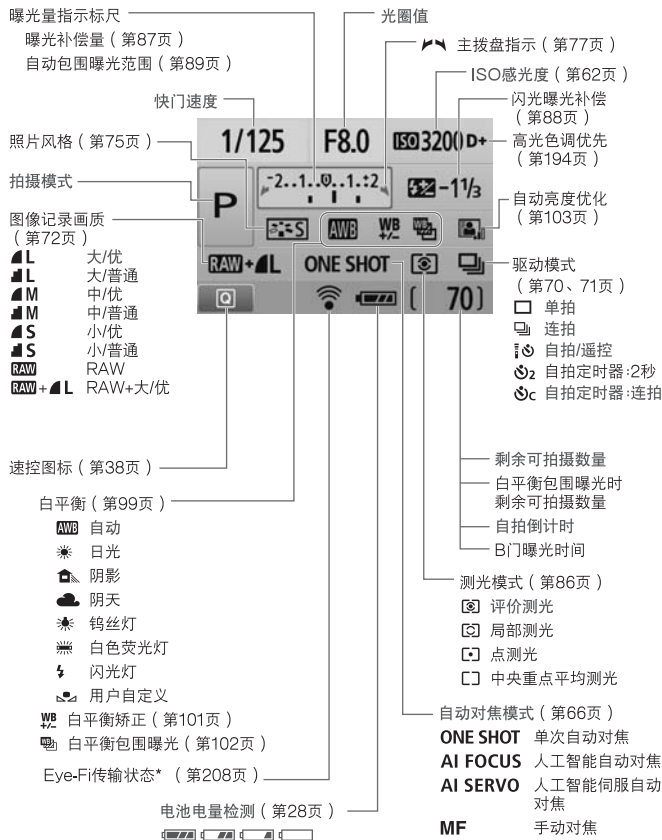 曝光量指示标尺
曝光补偿量（第87页）
自动包围曝光范围（第89页）
快门速度
照片风格（第75页）
拍摄模式
图像记录画质
（第72页）
L 大/优
L 大/普通
M 中/优
M 中/普通
S 小/优
S 小/普通
RAW RAW
RAW+L RAW+大/优
光圈值
主拨盘指示（第77页）
ISO感光度（第62页）
闪光曝光补偿
（第88页）
高光色调优先
（第194页）
自动亮度优化
（第103页）
驱动模式
（第70、71页）
单拍
连拍
自拍/遥控
2 自拍定时器:2秒
C 自拍定时器:连拍
1/125 F8.0 ISO 3200 D+
P -2..1..0..1..:2 -1 1/3
S AWB WB +/- WB
RAW+L ONE SHOT
Q [ 70]
速控图标（第38页）
白平衡（第99页）
AWB 自动
日光
阴影
阴天
钨丝灯
白色荧光灯
闪光灯
用户自定义
WB +/- 白平衡矫正（第101页）
WB 白平衡包围曝光（第102页）
Eye-Fi传输状态*（第208页）
电池电量检测（第28页）
剩余可拍摄数量
白平衡包围曝光时
剩余可拍摄数量
自拍倒计时
B门曝光时间
测光模式（第86页）
评价测光
局部测光
点测光
中央重点平均测光
自动对焦模式（第66页）
ONE SHOT 单次自动对焦
AI FOCUS 人工智能自动对焦
AI SERVO 人工智能伺服自动
对焦
MF 手动对焦